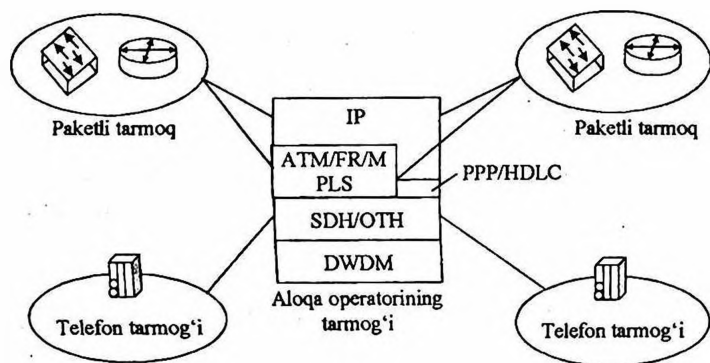 Paketli tarmoq
Paketli tarmoq
IP
ATM/FR/M
PLS
PPP/HDLC
SDH/OTH
DWDM
Aloqa operatorining
tarmog‘i
Telefon tarmog‘i
Telefon tarmog‘i